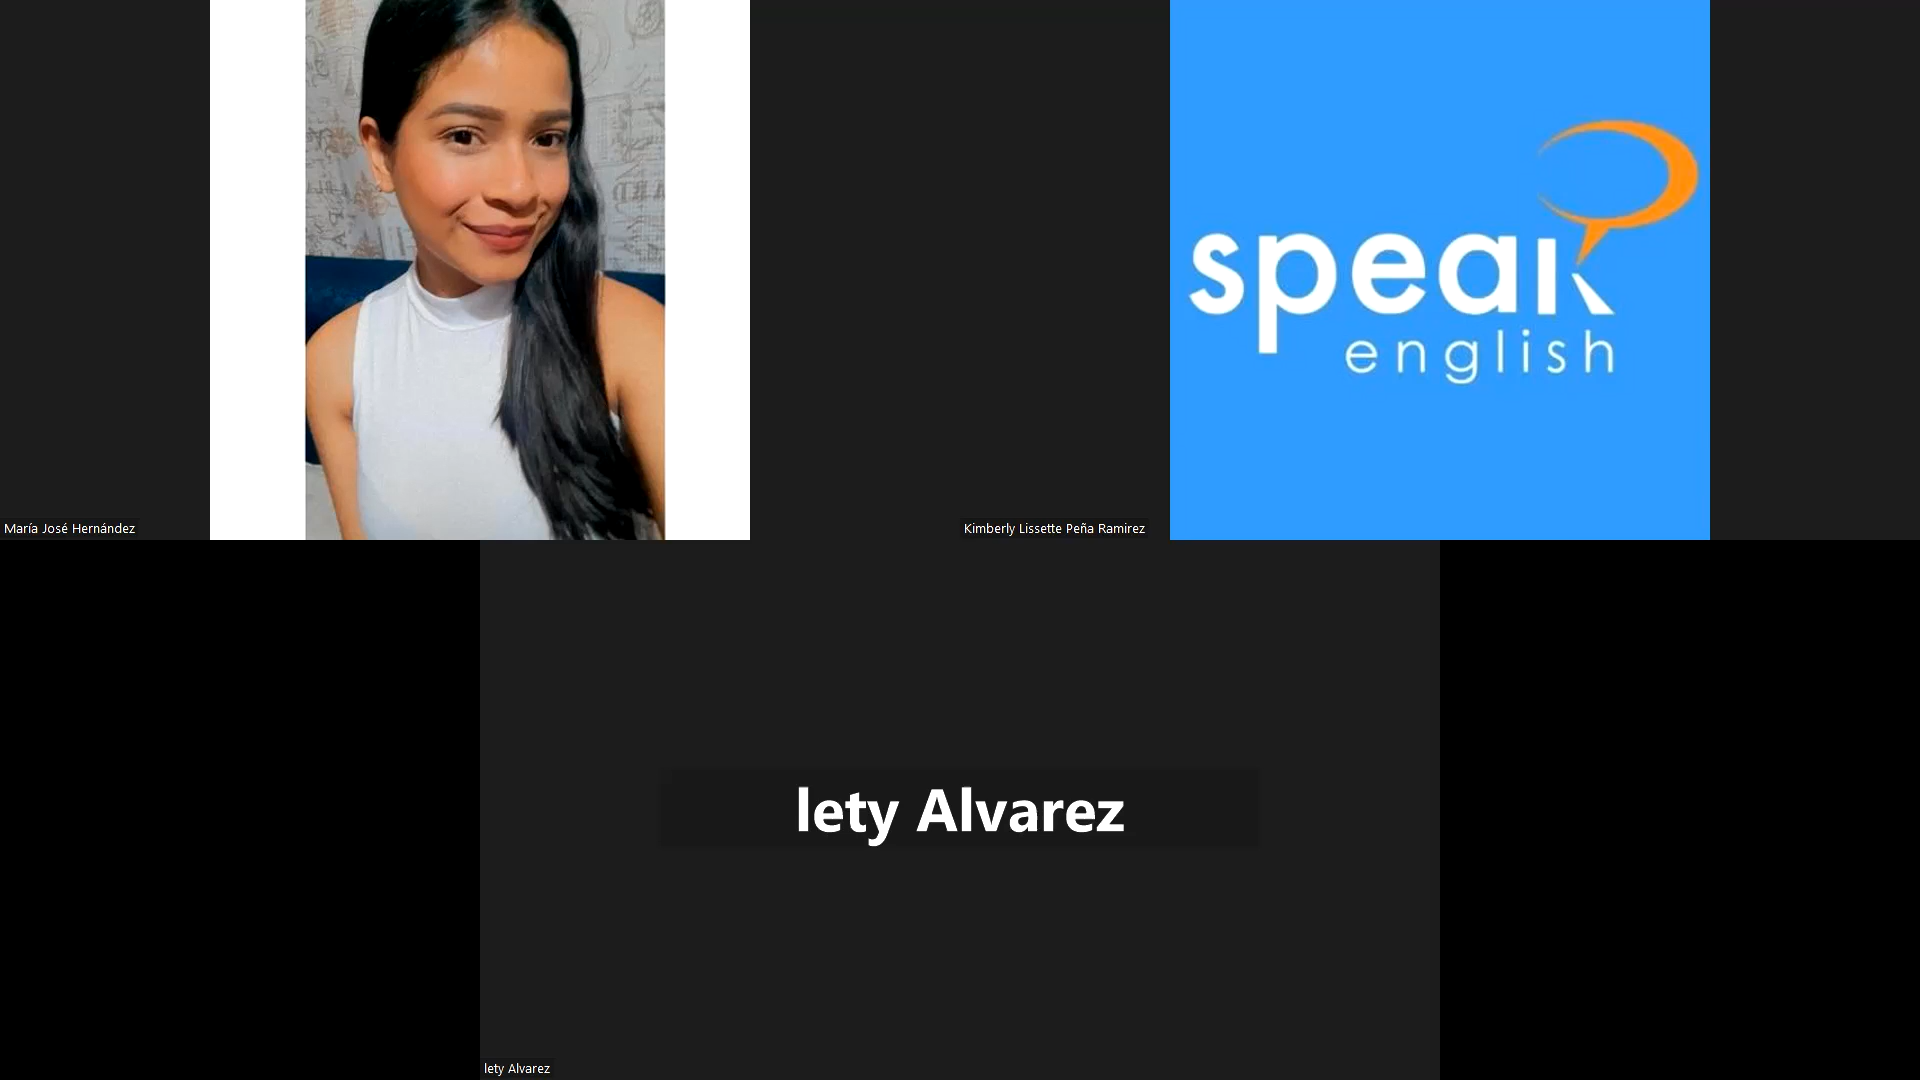 María José Hernández
Kimberly Lissette Peña Ramirez
speak
english
lety Alvarez
lety Alvarez